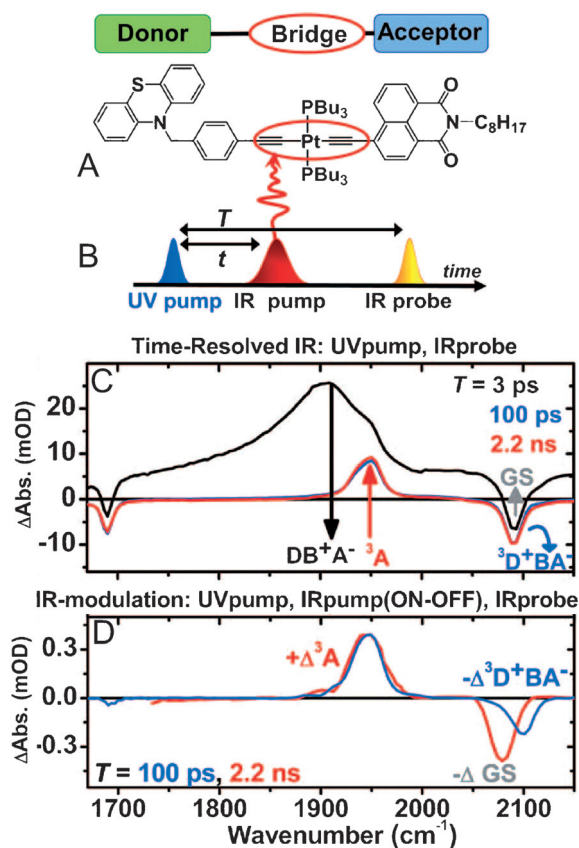 Donor Bridge Acceptor
S
N
PBu3
Pt
PBu3
O
N
C8H17
O
A
T
B
t
time
UV pump IR pump IR probe
Time-Resolved IR: UVpump, IRprobe
C
T = 3 ps
100 ps
2.2 ns
GS
20
10
0
-10
ΔAbs. (mOD)
DB+A-
3A
3D+BA-
IR-modulation: UVpump, IRpump(ON-OFF), IRprobe
D
+Δ3A
-Δ3D+BA-
0.3
0.0
-0.3
ΔAbs. (mOD)
T = 100 ps, 2.2 ns
-Δ GS
1700 1900 2000 2100
Wavenumber (cm-1)